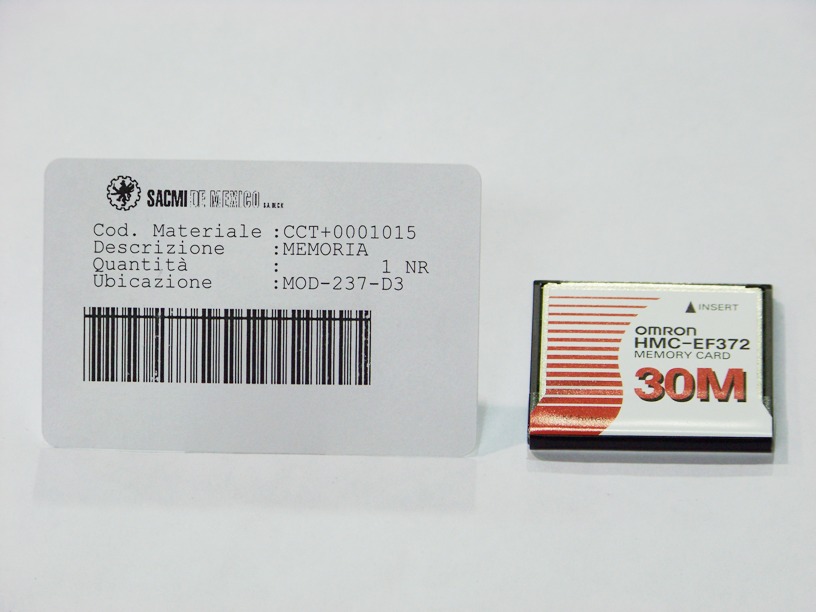 SACMI DE MEXICO S.A. DE C.V.
Cod. Materiale :CCT+0001015
Descrizione :MEMORIA
Quantità : 1 NR
Ubicazione :MOD-237-D3
▲ INSERT
omron
HMC-EF372
MEMORY CARD
30M